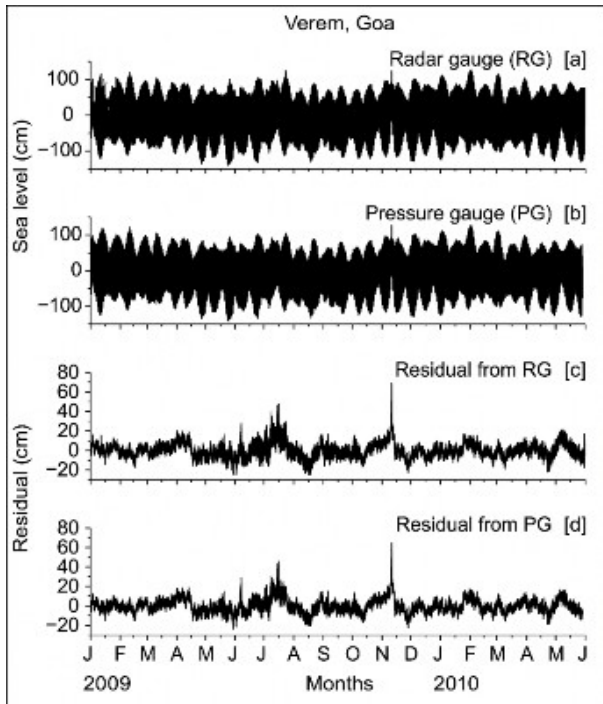 Verem, Goa
Radar gauge (RG) [a]
100
0
−100
Pressure gauge (PG) [b]
100
0
−100
Sea level (cm)
Residual from RG [c]
80
60
40
20
0
−20
Residual from PG [d]
80
60
40
20
0
−20
Residual (cm)
J F M A M J J A S O N D J F M A M J
2009 Months 2010